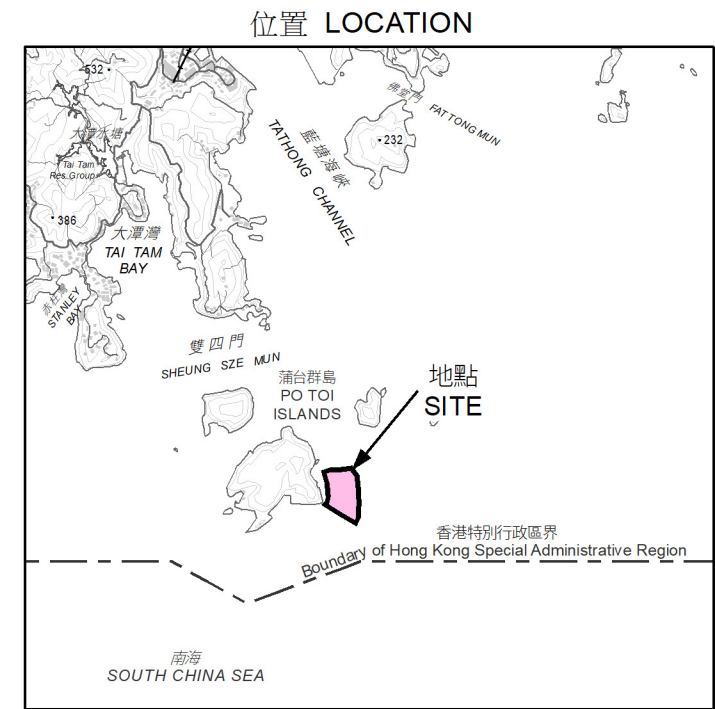 位置 LOCATION
532
佛堂門 FAT TONG MUN
大潭水塘
Tai Tam
Res. Group
藍塘海峽
TATHONG CHANNEL
232
386
大潭灣
TAI TAM
BAY
赤柱灣
STANLEY
BAY
雙四門
SHEUNG SZE MUN
蒲台群島
PO TOI
ISLANDS
地點
SITE
香港特別行政區界
Boundary of Hong Kong Special Administrative Region
南海
SOUTH CHINA SEA